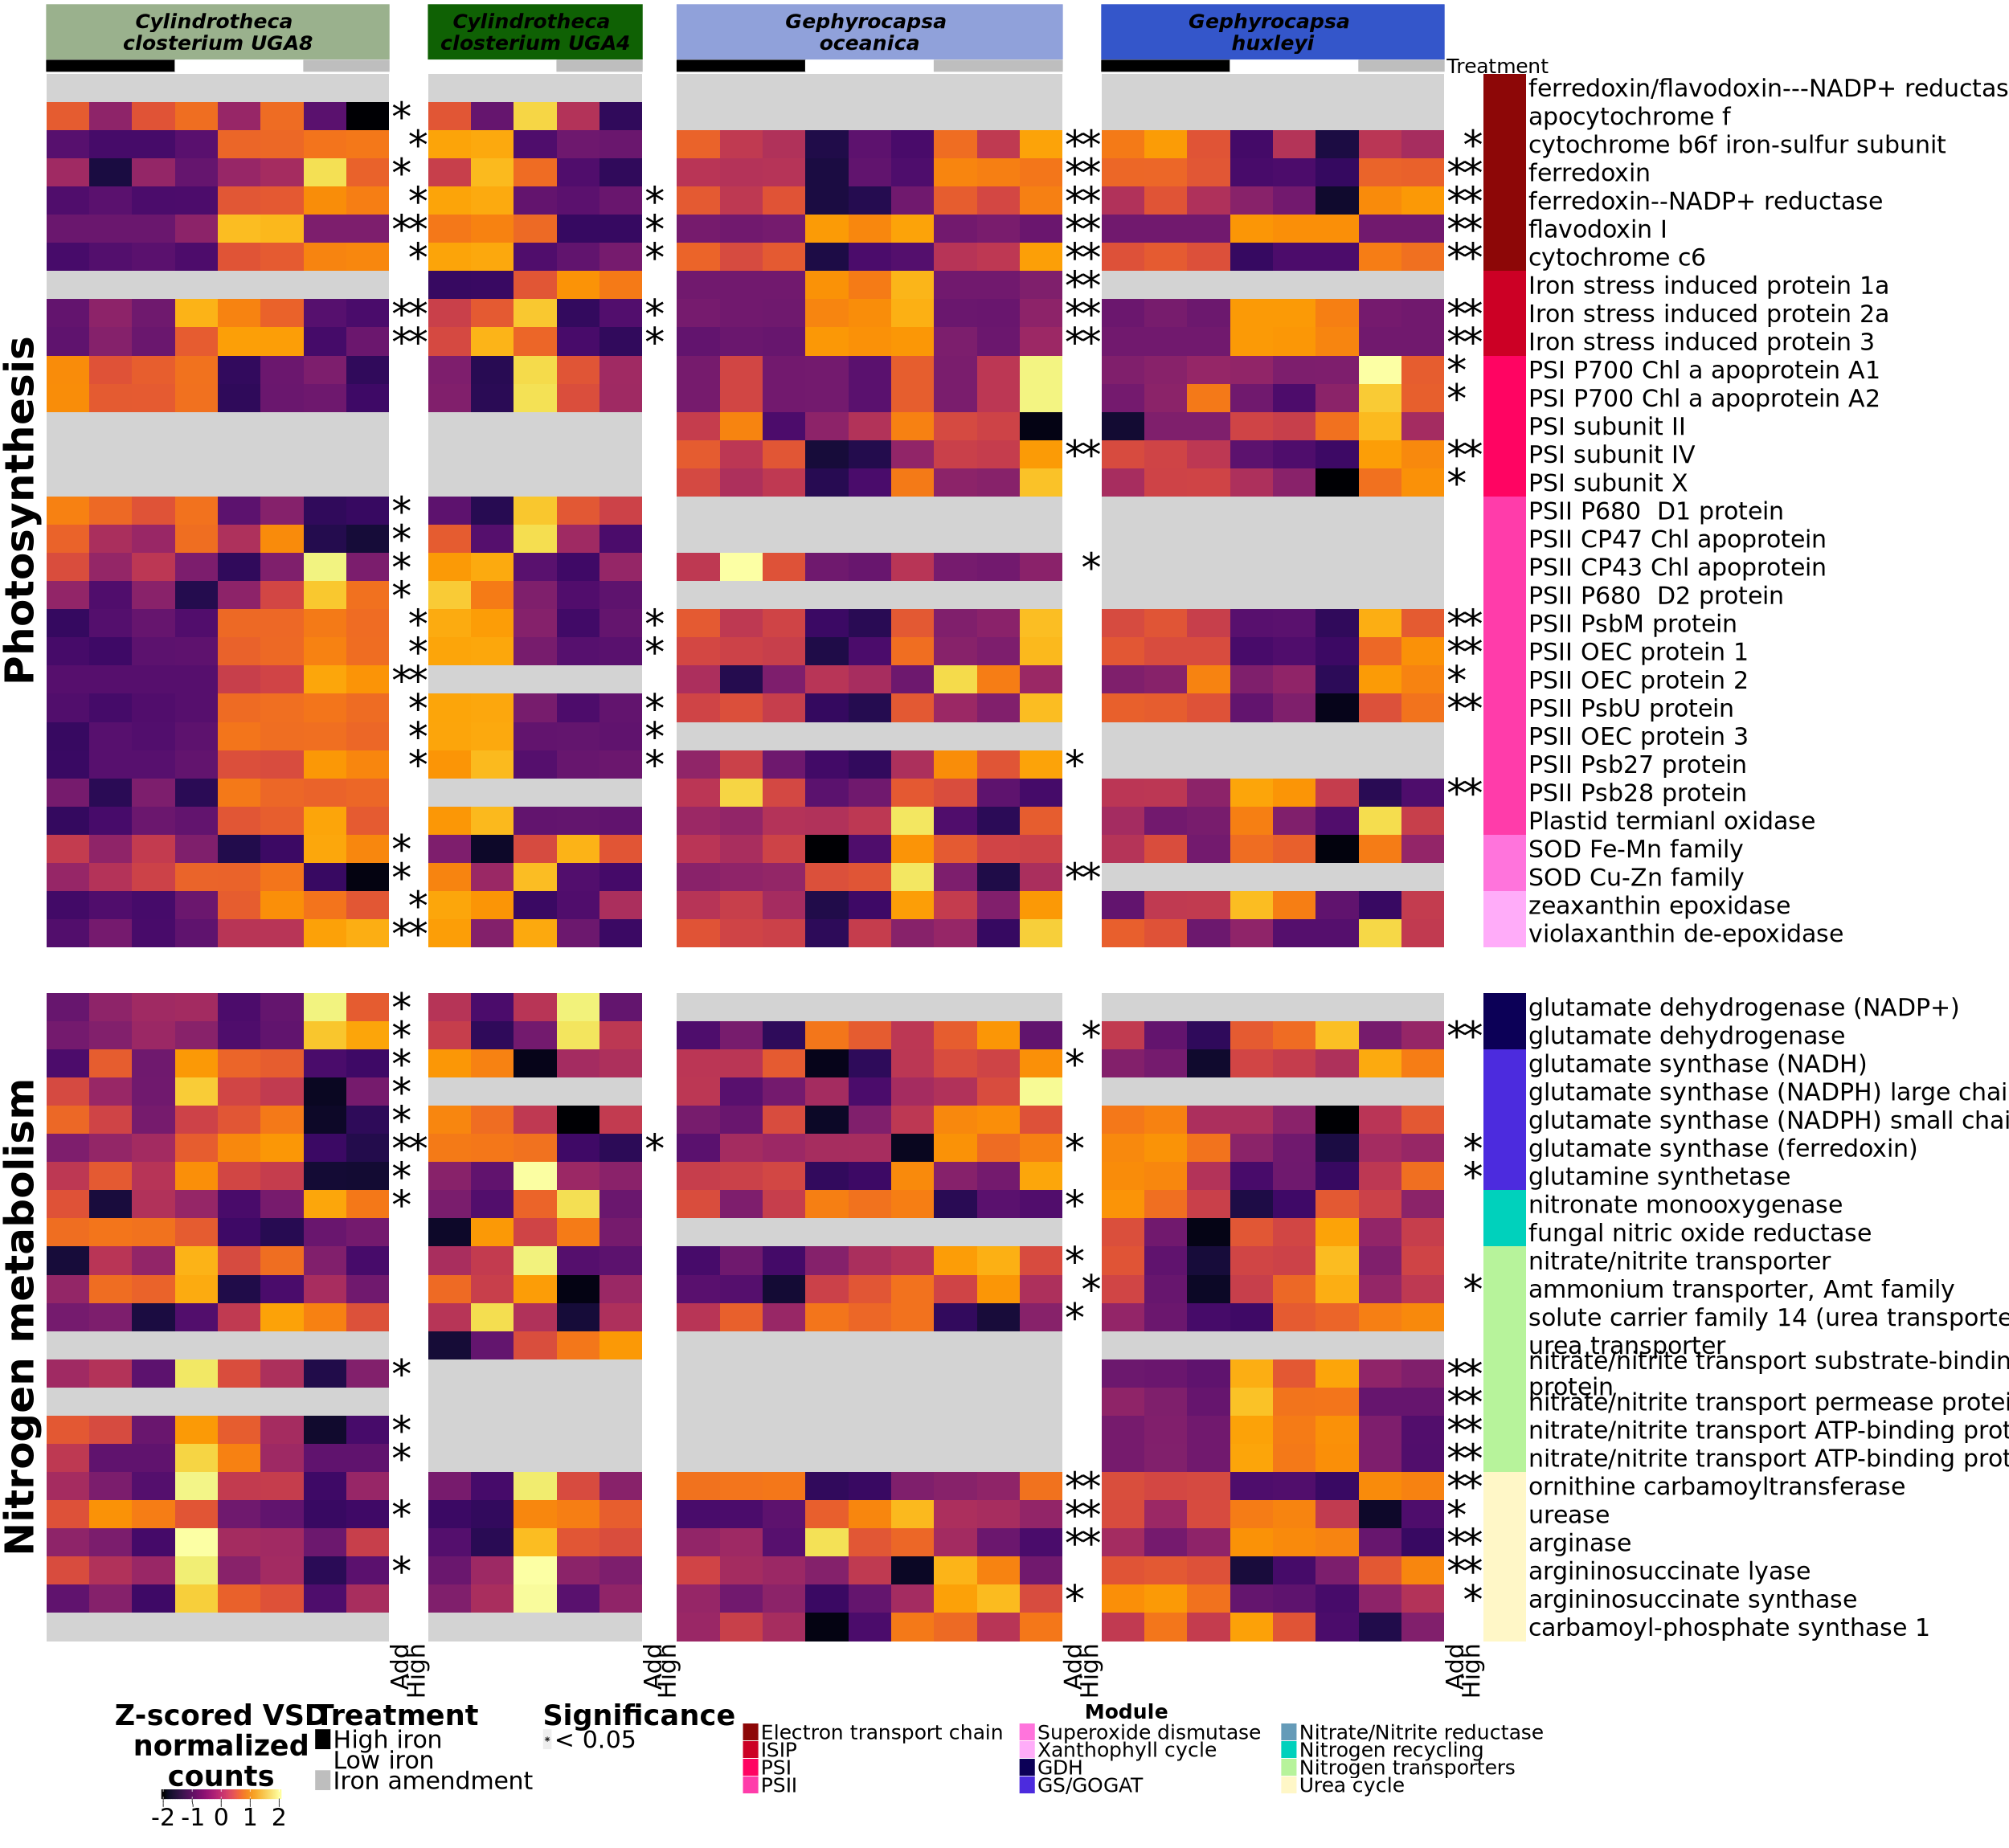 Cylindrotheca
closterium UGA8
Cylindrotheca
closterium UGA4
Gephyrocapsa
oceanica
Gephyrocapsa
huxleyi
Treatment
Photosynthesis
ferredoxin/flavodoxin---NADP+ reductas
apocytochrome f
*
cytochrome b6f iron-sulfur subunit
* ** *
ferredoxin
* ** **
ferredoxin--NADP+ reductase
* * ** **
flavodoxin I
** * ** **
cytochrome c6
* * ** **
Iron stress induced protein 1a
**
Iron stress induced protein 2a
** * ** **
Iron stress induced protein 3
** * ** **
PSI P700 Chl a apoprotein A1
*
PSI P700 Chl a apoprotein A2
*
PSI subunit II
PSI subunit IV
** **
PSI subunit X
*
PSII P680  D1 protein
*
PSII CP47 Chl apoprotein
*
PSII CP43 Chl apoprotein
* *
PSII P680  D2 protein
*
PSII PsbM protein
* * **
PSII OEC protein 1
* * **
PSII OEC protein 2
** *
PSII PsbU protein
* * **
PSII OEC protein 3
* *
PSII Psb27 protein
* * *
PSII Psb28 protein
**
Plastid termianl oxidase
SOD Fe-Mn family
*
SOD Cu-Zn family
* **
zeaxanthin epoxidase
*
violaxanthin de-epoxidase
**
Nitrogen metabolism
glutamate dehydrogenase (NADP+)
*
glutamate dehydrogenase
* * **
glutamate synthase (NADH)
* *
glutamate synthase (NADPH) large chai
*
glutamate synthase (NADPH) small chai
*
glutamate synthase (ferredoxin)
** * * *
glutamine synthetase
* *
nitronate monooxygenase
* *
fungal nitric oxide reductase
nitrate/nitrite transporter
*
ammonium transporter, Amt family
* *
solute carrier family 14 (urea transporte
*
urea transporter
nitrate/nitrite transport substrate-bindin
protein
* **
nitrate/nitrite transport permease protei
**
nitrate/nitrite transport ATP-binding prot
* **
nitrate/nitrite transport ATP-binding prot
* **
ornithine carbamoyltransferase
** **
urease
* ** *
arginase
** **
argininosuccinate lyase
* **
argininosuccinate synthase
* *
carbamoyl-phosphate synthase 1
Add
High
Add
High
Add
High
Add
High
Z-scored VSD
normalized
counts
-2 -1 0 1 2
Treatment
High iron
Low iron
Iron amendment
Significance
* < 0.05
Module
Electron transport chain
ISIP
PSI
PSII
Superoxide dismutase
Xanthophyll cycle
GDH
GS/GOGAT
Nitrate/Nitrite reductase
Nitrogen recycling
Nitrogen transporters
Urea cycle